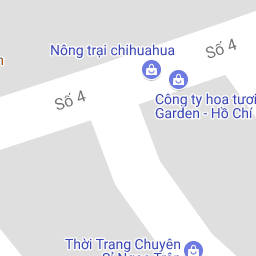 Số 4
Nông trại chihuahua
n
Công ty hoa tươi
Garden - Hồ Chí
Số 4
Thời Trang Chuyên